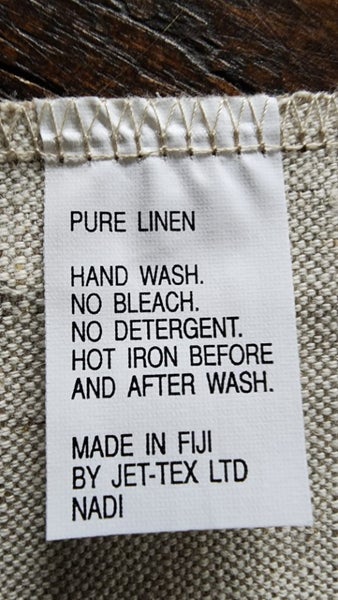 PURE LINEN
HAND WASH.
NO BLEACH.
NO DETERGENT.
HOT IRON BEFORE
AND AFTER WASH.
MADE IN FIJI
BY JET-TEX LTD
NADI